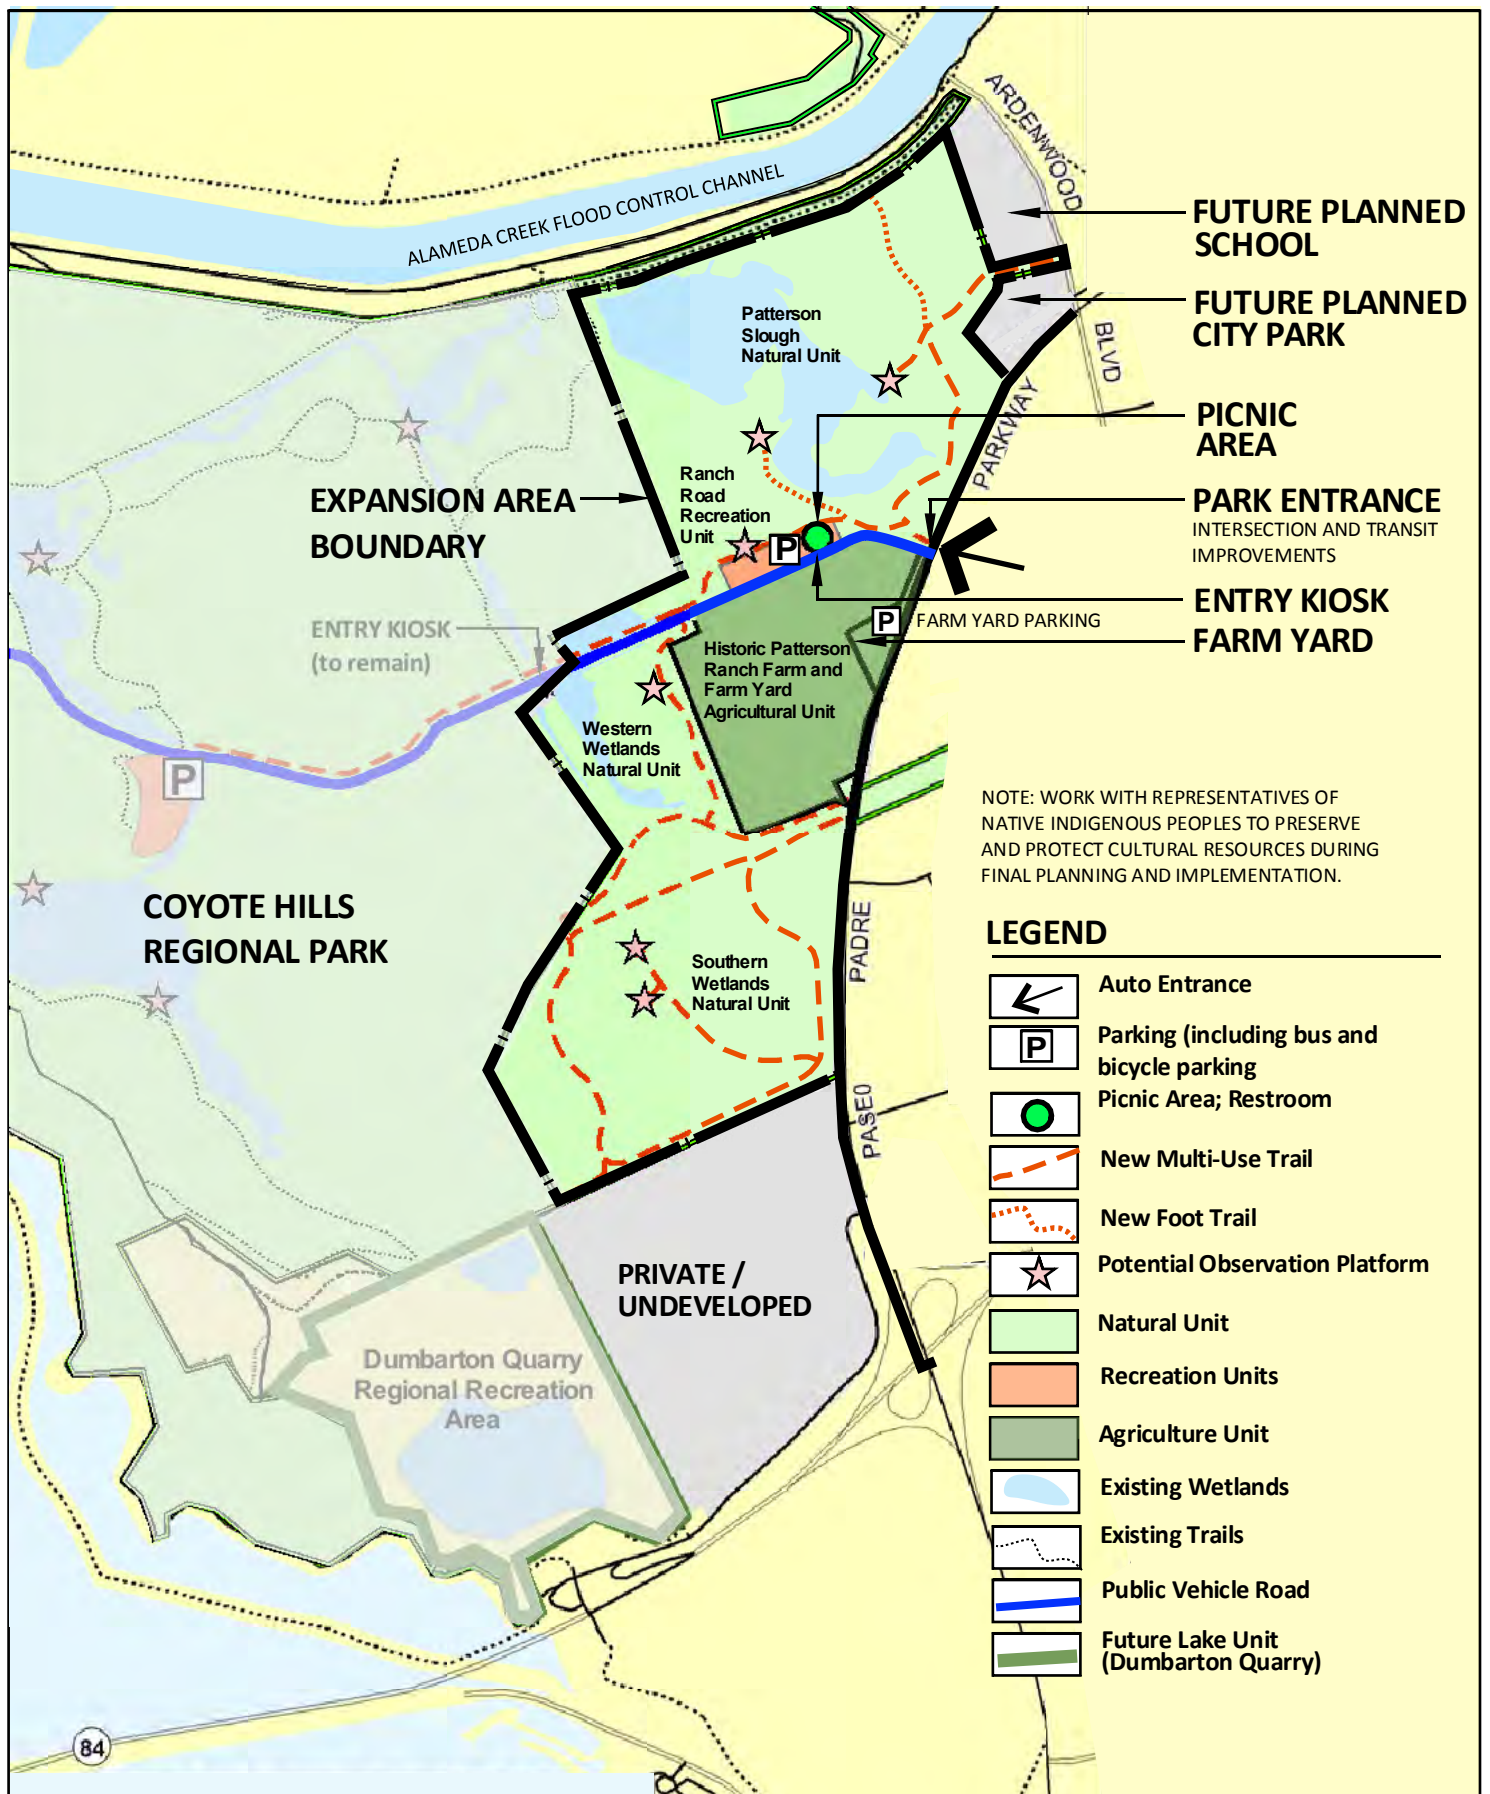 ARDENWOOD
ALAMEDA CREEK FLOOD CONTROL CHANNEL
FUTURE PLANNED
SCHOOL
FUTURE PLANNED
CITY PARK
BLVD
Patterson
Slough
Natural Unit
PARKWAY
PICNIC
AREA
Ranch
Road
Recreation
Unit
EXPANSION AREA
BOUNDARY
PARK ENTRANCE
INTERSECTION AND TRANSIT
IMPROVEMENTS
P
ENTRY KIOSK
FARM YARD
P
FARM YARD PARKING
ENTRY KIOSK
(to remain)
Historic Patterson
Ranch Farm and
Farm Yard
Agricultural Unit
Western
Wetlands
Natural Unit
P
NOTE: WORK WITH REPRESENTATIVES OF
NATIVE INDIGENOUS PEOPLES TO PRESERVE
AND PROTECT CULTURAL RESOURCES DURING
FINAL PLANNING AND IMPLEMENTATION.
COYOTE HILLS
REGIONAL PARK
PADRE
Southern
Wetlands
Natural Unit
PASE0
PRIVATE /
UNDEVELOPED
Dumbarton Quarry
Regional Recreation
Area
84
LEGEND
Auto Entrance
P
Parking (including bus and
bicycle parking
Picnic Area; Restroom
New Multi-Use Trail
New Foot Trail
Potential Observation Platform
Natural Unit
Recreation Units
Agriculture Unit
Existing Wetlands
Existing Trails
Public Vehicle Road
Future Lake Unit
(Dumbarton Quarry)